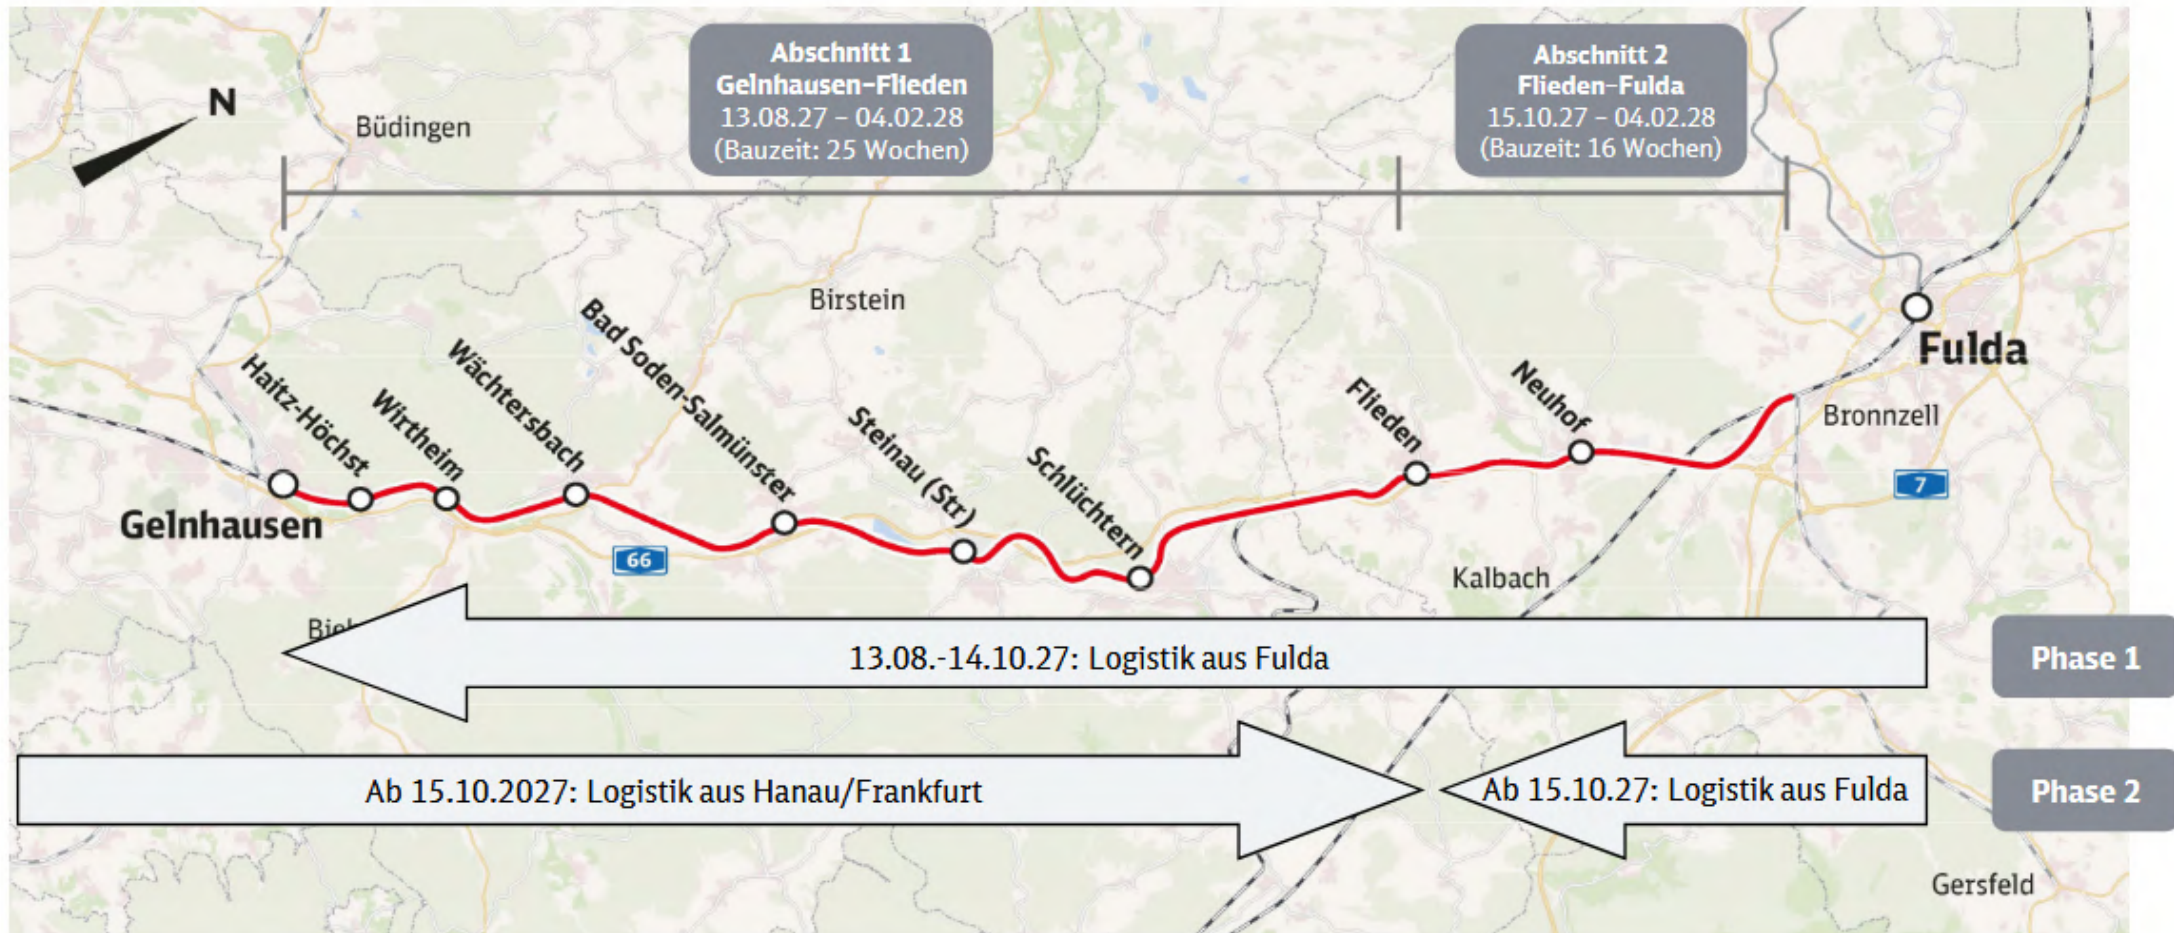 Abschnitt 1
Gelnhausen–Flieden
13.08.27 – 04.02.28
(Bauzeit: 25 Wochen)
Abschnitt 2
Flieden–Fulda
15.10.27 – 04.02.28
(Bauzeit: 16 Wochen)
N
Büdingen
Birstein
Haitz-Höchst
Wirtheim
Wächtersbach
Bad Soden-Salmünster
Steinau (Str)
Schlüchtern
Flieden
Neuhof
Fulda
Bronnzell
7
Gelnhausen
66
Kalbach
13.08.-14.10.27: Logistik aus Fulda
Phase 1
Ab 15.10.2027: Logistik aus Hanau/Frankfurt
Ab 15.10.27: Logistik aus Fulda
Phase 2
Gersfeld